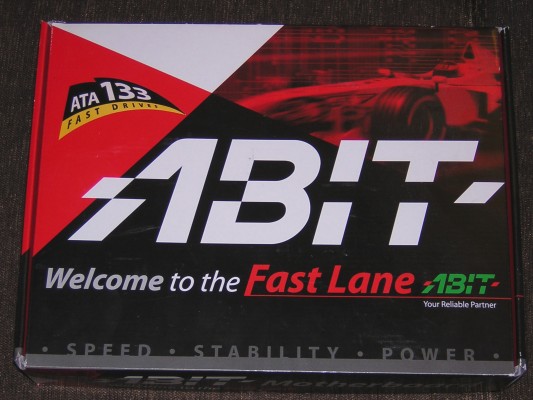 ATA 133
FAST DRIVES
ABIT
Welcome to the Fast Lane ABIT
Your Reliable Partner
• SPEED • STABILITY • POWER •
ABIT Motherboard